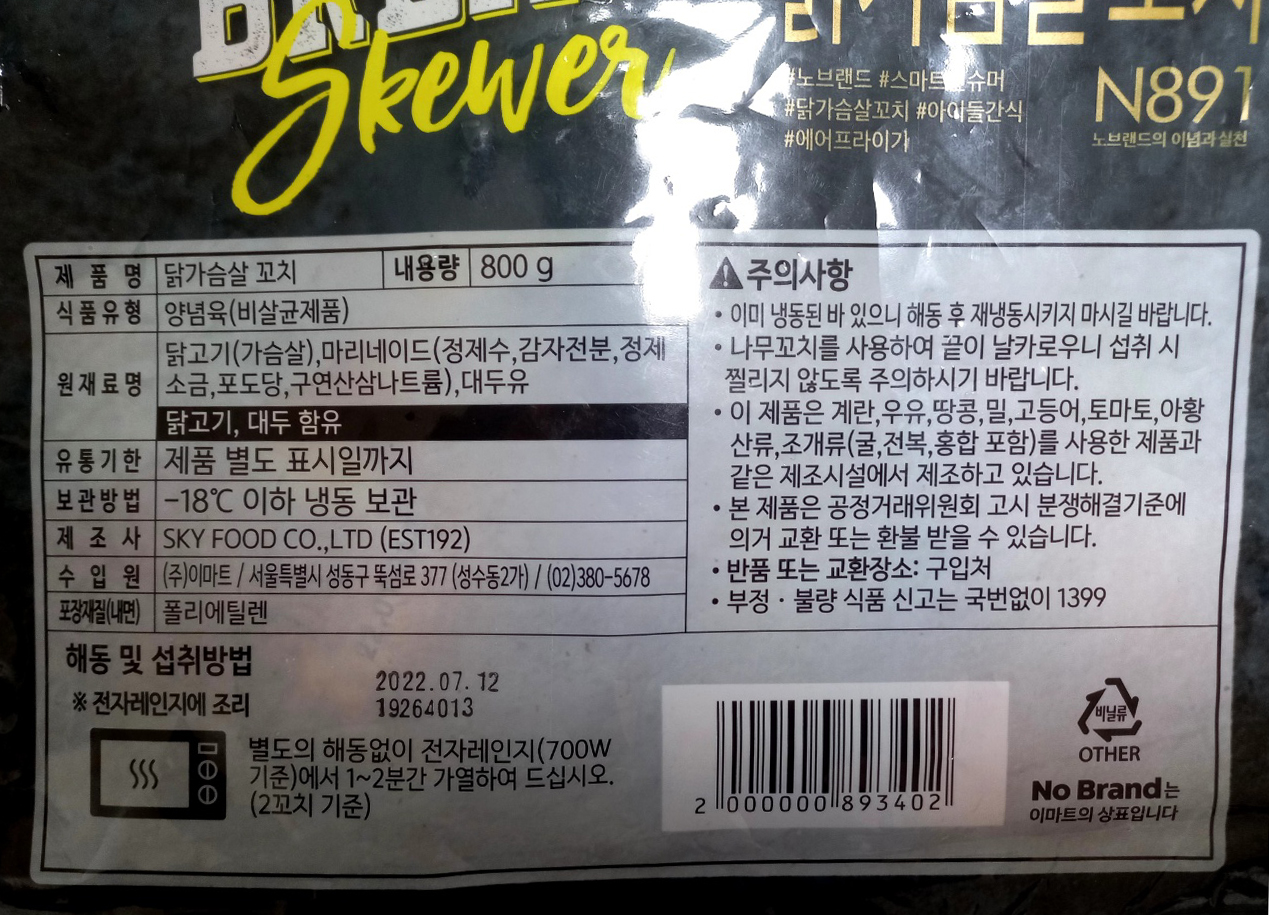 Skewer
닭가슴살꼬치
#노브랜드 #스마트컨슈머
#닭가슴살꼬치 #아이들간식
#에어프라이가
N891
노브랜드의 이념과 실천
제 품 명 닭가슴살 꼬치 내용량 800 g
식품유형 양념육(비살균제품)
원재료명 닭고기(가슴살),마리네이드(정제수,감자전분,정제
소금,포도당,구연산삼나트륨),대두유
닭고기, 대두 함유
유통기한 제품 별도 표시일까지
보관방법 -18℃ 이하 냉동 보관
제 조 사 SKY FOOD CO.,LTD (EST192)
수 입 원 (주)이마트 / 서울특별시 성동구 뚝섬로 377 (성수동2가) / (02)380-5678
포장재질(내면) 폴리에틸렌
주의사항
• 이미 냉동된 바 있으니 해동 후 재냉동시키지 마시길 바랍니다.
• 나무꼬치를 사용하여 끝이 날카로우니 섭취 시
찔리지 않도록 주의하시기 바랍니다.
• 이 제품은 계란,우유,땅콩,밀,고등어,토마토,아황
산류,조개류(굴,전복,홍합 포함)를 사용한 제품과
같은 제조시설에서 제조하고 있습니다.
• 본 제품은 공정거래위원회 고시 분쟁해결기준에
의거 교환 또는 환불 받을 수 있습니다.
• 반품 또는 교환장소: 구입처
• 부정 · 불량 식품 신고는 국번없이 1399
해동 및 섭취방법
※ 전자레인지에 조리
2022.07.12
19264013
별도의 해동없이 전자레인지(700W
기준)에서 1~2분간 가열하여 드십시오.
(2꼬치 기준)
2 000000 893402
비닐류
OTHER
No Brand는
이마트의 상표입니다